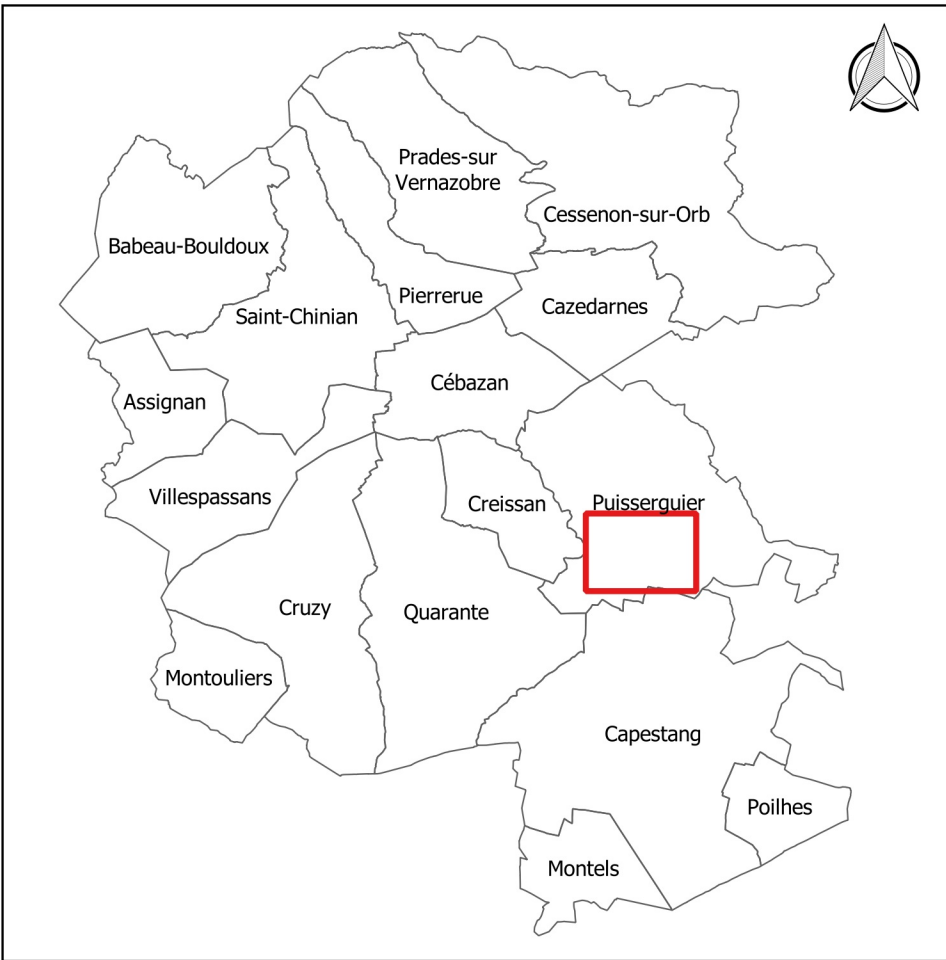 Prades-sur
Vernazobre
Cessenon-sur-Orb
Babeau-Bouldoux
Pierrerue
Cazedarnes
Saint-Chinian
Cébazan
Assignan
Villespassans
Creissan
Puisserguier
Cruzy
Quarante
Montouliers
Capestang
Poilhes
Montels